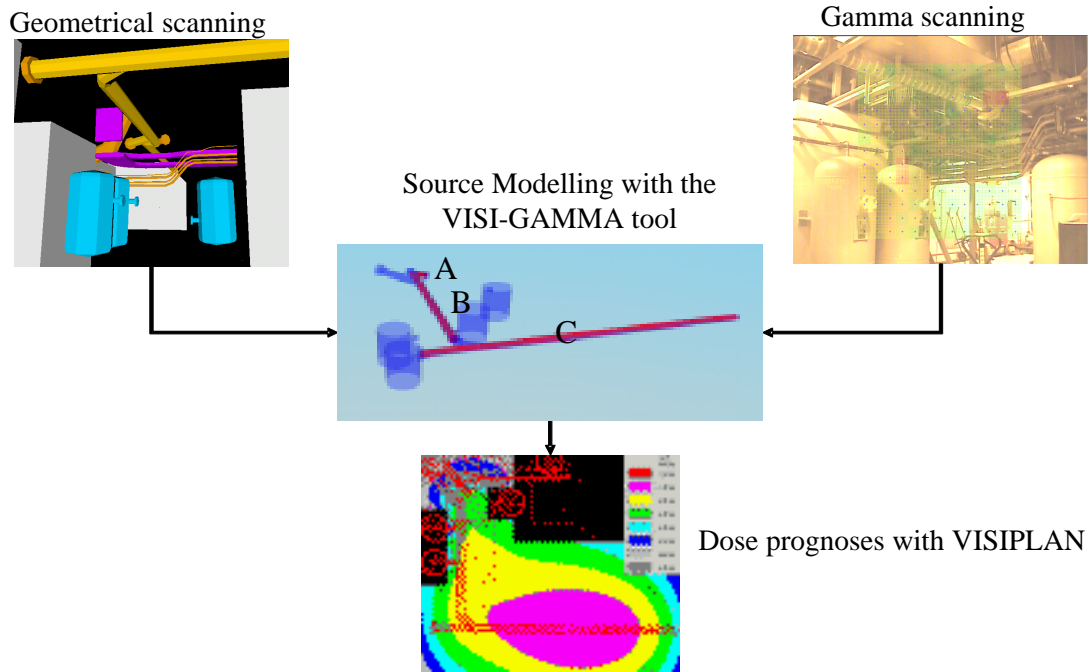 Geometrical scanning
Gamma scanning
Source Modelling with the
VISI-GAMMA tool
A
B
C
Dose prognoses with VISIPLAN